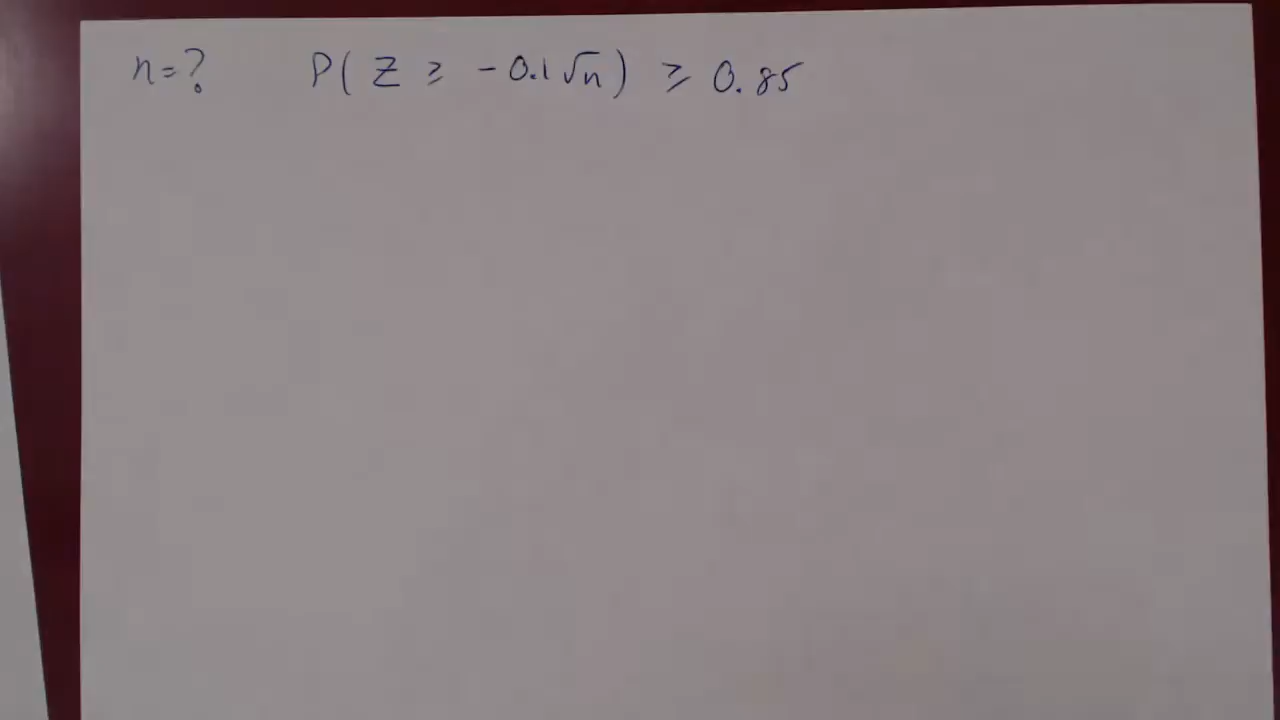 n=? P( Z ≥ -0.1√n) ≥ 0.85